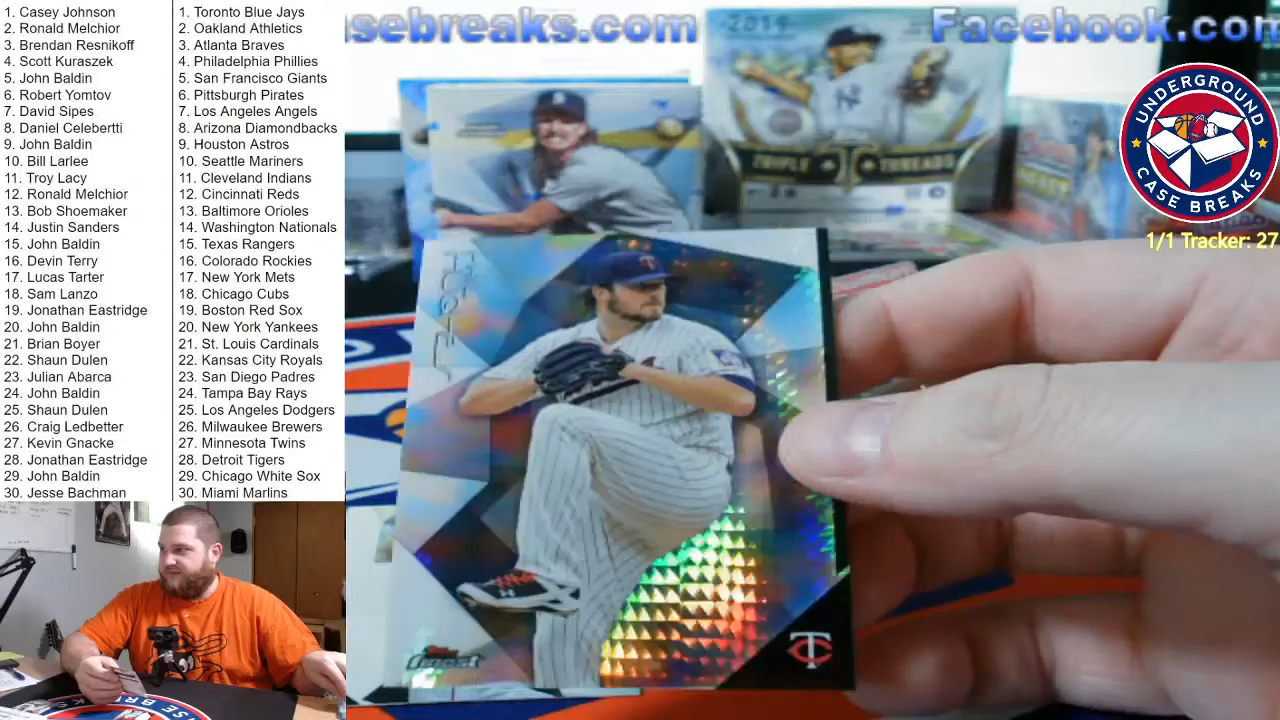 1. Casey Johnson
2. Ronald Melchior
3. Brendan Resnikoff
4. Scott Kuraszek
5. John Baldin
6. Robert Yomtov
7. David Sipes
8. Daniel Celebertti
9. John Baldin
10. Bill Larlee
11. Troy Lacy
12. Ronald Melchior
13. Bob Shoemaker
14. Justin Sanders
15. John Baldin
16. Devin Terry
17. Lucas Tarter
18. Sam Lanzo
19. Jonathan Eastridge
20. John Baldin
21. Brian Boyer
22. Shaun Dulen
23. Julian Abarca
24. John Baldin
25. Shaun Dulen
26. Craig Ledbetter
27. Kevin Gnacke
28. Jonathan Eastridge
29. John Baldin
30. Jesse Bachman
1. Toronto Blue Jays
2. Oakland Athletics
3. Atlanta Braves
4. Philadelphia Phillies
5. San Francisco Giants
6. Pittsburgh Pirates
7. Los Angeles Angels
8. Arizona Diamondbacks
9. Houston Astros
10. Seattle Mariners
11. Cleveland Indians
12. Cincinnati Reds
13. Baltimore Orioles
14. Washington Nationals
15. Texas Rangers
16. Colorado Rockies
17. New York Mets
18. Chicago Cubs
19. Boston Red Sox
20. New York Yankees
21. St. Louis Cardinals
22. Kansas City Royals
23. San Diego Padres
24. Tampa Bay Rays
25. Los Angeles Dodgers
26. Milwaukee Brewers
27. Minnesota Twins
28. Detroit Tigers
29. Chicago White Sox
30. Miami Marlins
sebreaks.com
Facebook.com
2019
TRIPLE THREADS
UNDERGROUND
CASE BREAKS
1/1 Tracker: 27
Topps
finest